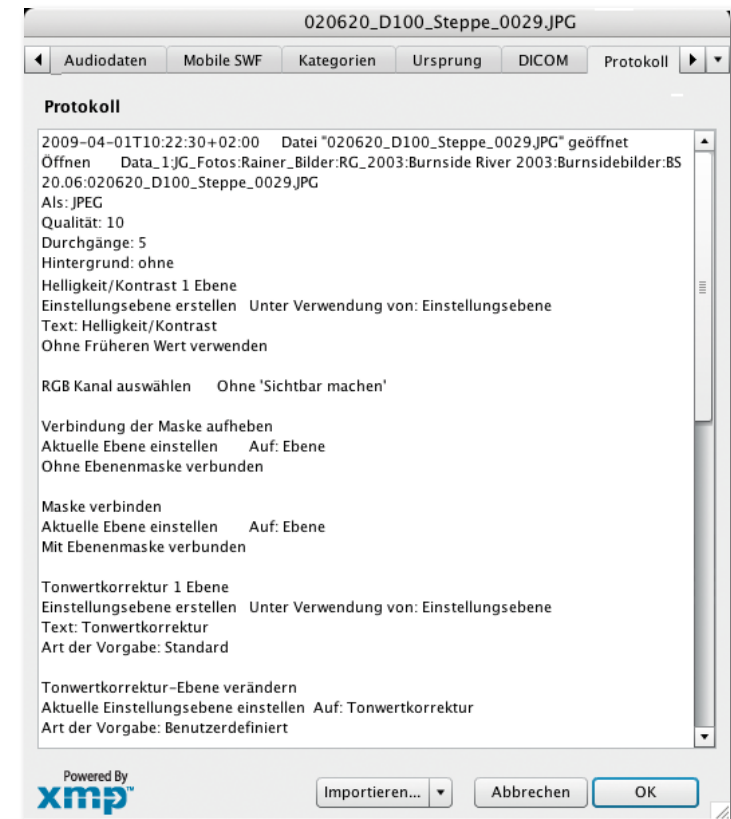 020620_D100_Steppe_0029.JPG
Audiodaten Mobile SWF Kategorien Ursprung DICOM Protokoll
Protokoll
2009-04-01T10:22:30+02:00 Datei "020620_D100_Steppe_0029.JPG" geöffnet
Öffnen Data_1:JG_Fotos:Rainer_Bilder:RG_2003:Burnside River 2003:Burnsidebilder:BS
20.06:020620_D100_Steppe_0029.JPG
Als: JPEG
Qualität: 10
Durchgänge: 5
Hintergrund: ohne
Helligkeit/Kontrast 1 Ebene
Einstellungsebene erstellen Unter Verwendung von: Einstellungsebene
Text: Helligkeit/Kontrast
Ohne Früheren Wert verwenden
RGB Kanal auswählen Ohne 'Sichtbar machen'
Verbindung der Maske aufheben
Aktuelle Ebene einstellen Auf: Ebene
Ohne Ebenenmaske verbunden
Maske verbinden
Aktuelle Ebene einstellen Auf: Ebene
Mit Ebenenmaske verbunden
Tonwertkorrektur 1 Ebene
Einstellungsebene erstellen Unter Verwendung von: Einstellungsebene
Text: Tonwertkorrektur
Art der Vorgabe: Standard
Tonwertkorrektur-Ebene verändern
Aktuelle Einstellungsebene einstellen Auf: Tonwertkorrektur
Art der Vorgabe: Benutzerdefiniert
Powered By
xmp™
Importieren... Abbrechen OK